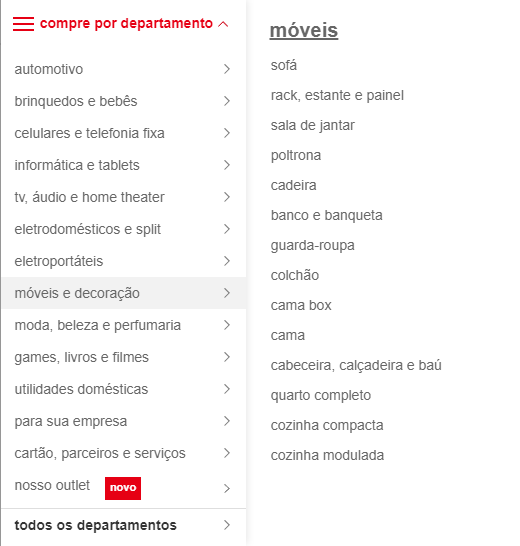 compre por departamento
automotivo
brinquedos e bebês
celulares e telefonia fixa
informática e tablets
tv, áudio e home theater
eletrodomésticos e split
eletroportáteis
móveis e decoração
moda, beleza e perfumaria
games, livros e filmes
utilidades domésticas
para sua empresa
cartão, parceiros e serviços
nosso outlet novo
todos os departamentos
móveis
sofá
rack, estante e painel
sala de jantar
poltrona
cadeira
banco e banqueta
guarda-roupa
colchão
cama box
cama
cabeceira, calçadeira e baú
quarto completo
cozinha compacta
cozinha modulada